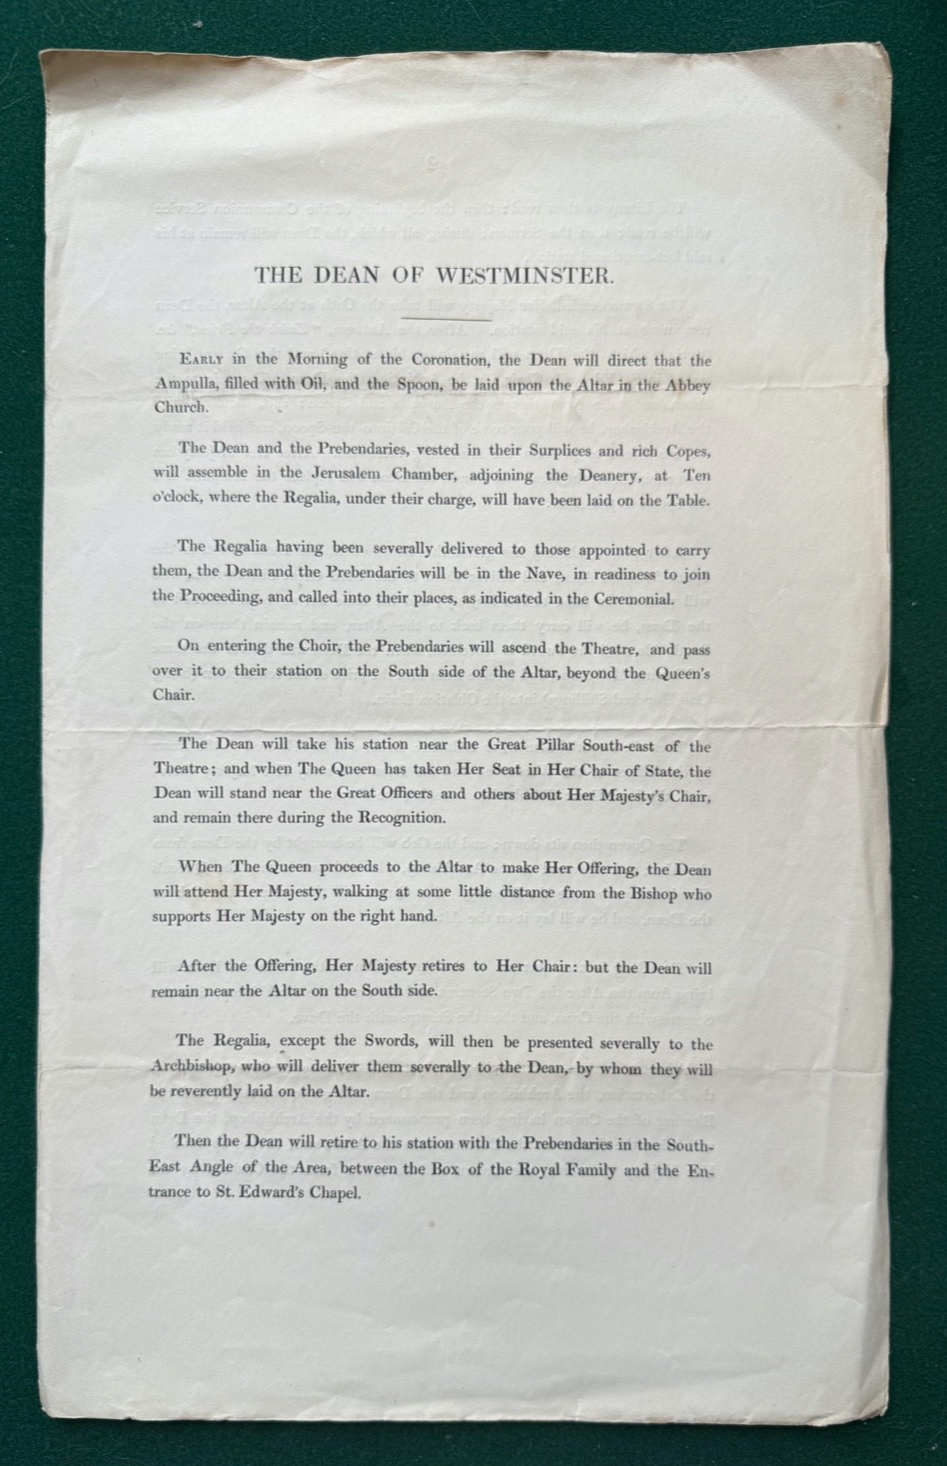 THE DEAN OF WESTMINSTER.
EARLY in the Morning of the Coronation, the Dean will direct that the
Ampulla, filled with Oil, and the Spoon, be laid upon the Altar in the Abbey
Church.
The Dean and the Prebendaries, vested in their Surplices and rich Copes,
will assemble in the Jerusalem Chamber, adjoining the Deanery, at Ten
o'clock, where the Regalia, under their charge, will have been laid on the Table.
The Regalia having been severally delivered to those appointed to carry
them, the Dean and the Prebendaries will be in the Nave, in readiness to join
the Proceeding, and called into their places, as indicated in the Ceremonial.
On entering the Choir, the Prebendaries will ascend the Theatre, and pass
over it to their station on the South side of the Altar, beyond the Queen's
Chair.
The Dean will take his station near the Great Pillar South-east of the
Theatre; and when The Queen has taken Her Seat in Her Chair of State, the
Dean will stand near the Great Officers and others about Her Majesty's Chair,
and remain there during the Recognition.
When The Queen proceeds to the Altar to make Her Offering, the Dean
will attend Her Majesty, walking at some little distance from the Bishop who
supports Her Majesty on the right hand.
After the Offering, Her Majesty retires to Her Chair: but the Dean will
remain near the Altar on the South side.
The Regalia, except the Swords, will then be presented severally to the
Archbishop, who will deliver them severally to the Dean, by whom they will
be reverently laid on the Altar.
Then the Dean will retire to his station with the Prebendaries in the South-
East Angle of the Area, between the Box of the Royal Family and the En-
trance to St. Edward's Chapel.